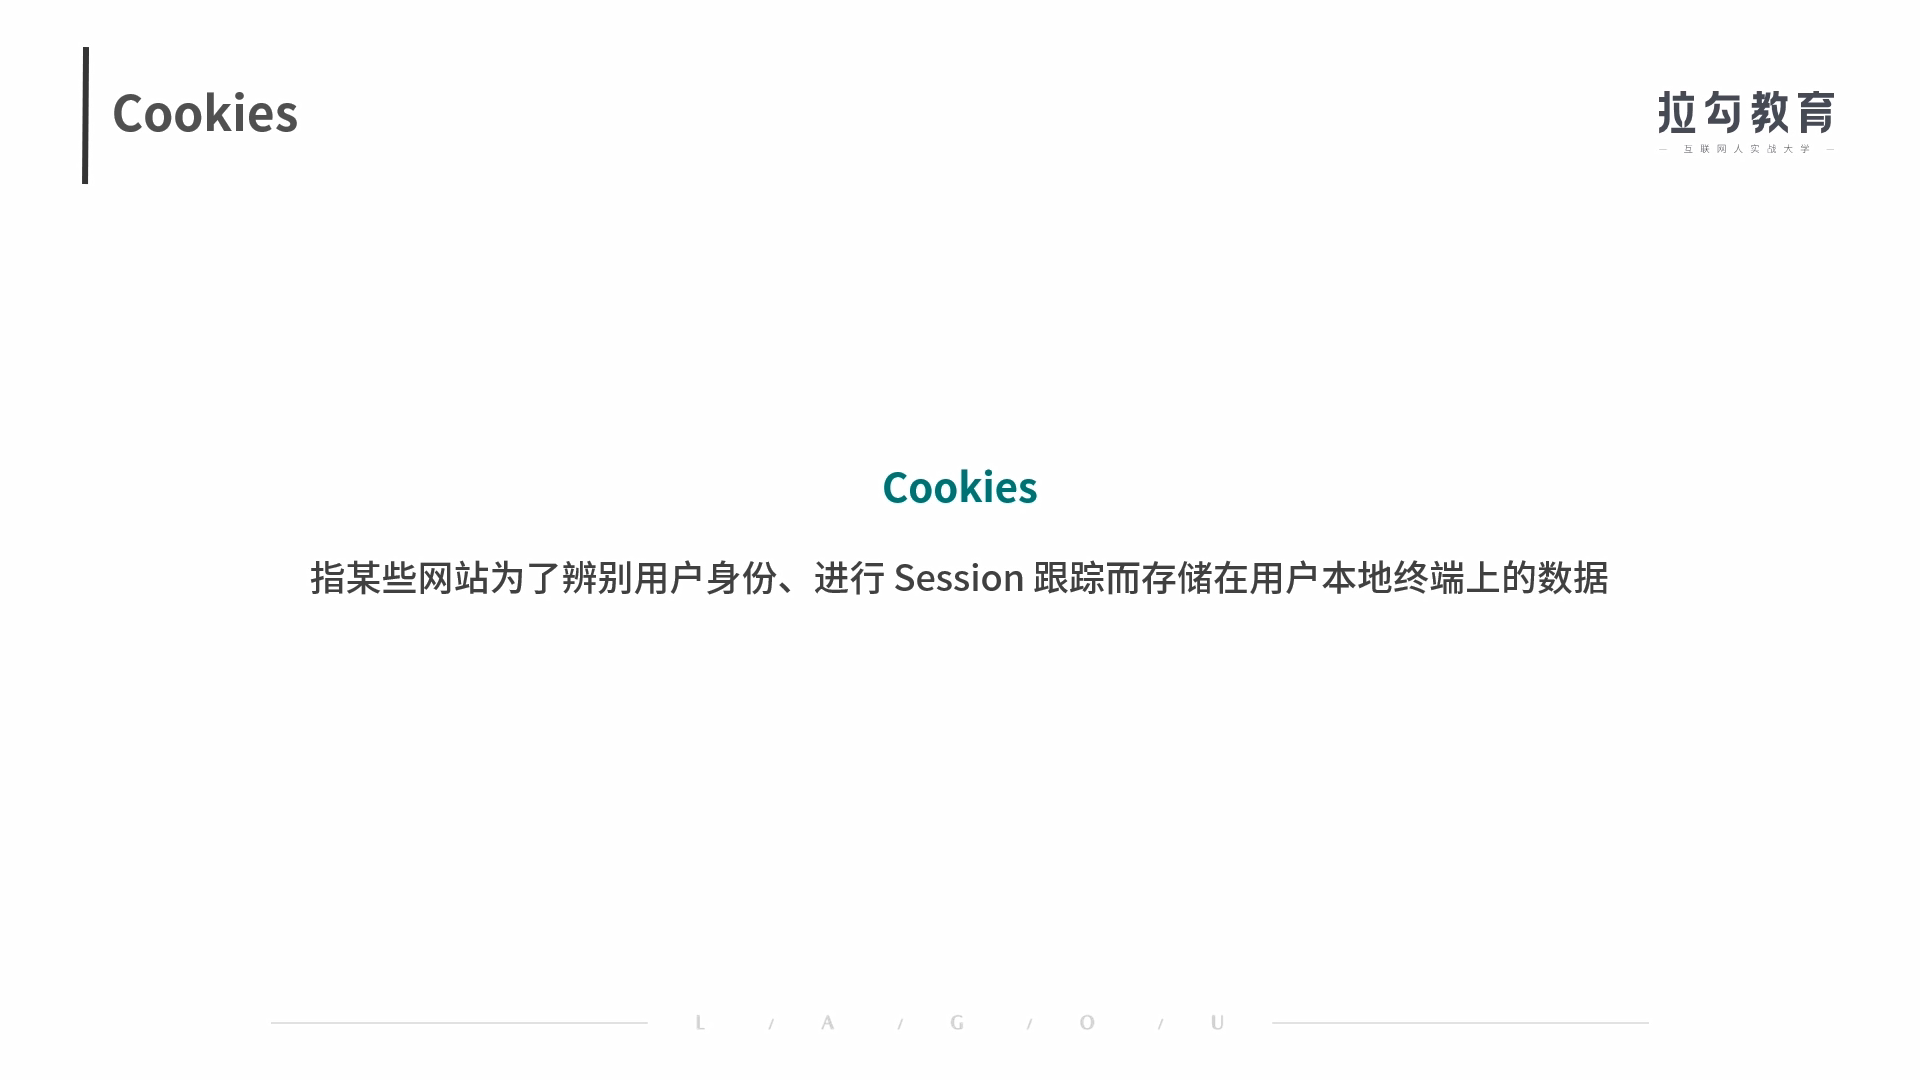 Cookies
拉勾教育
— 互联网人实战大学 —
Cookies
指某些网站为了辨别用户身份、进行 Session 跟踪而存储在用户本地终端上的数据
L / A / G / O / U